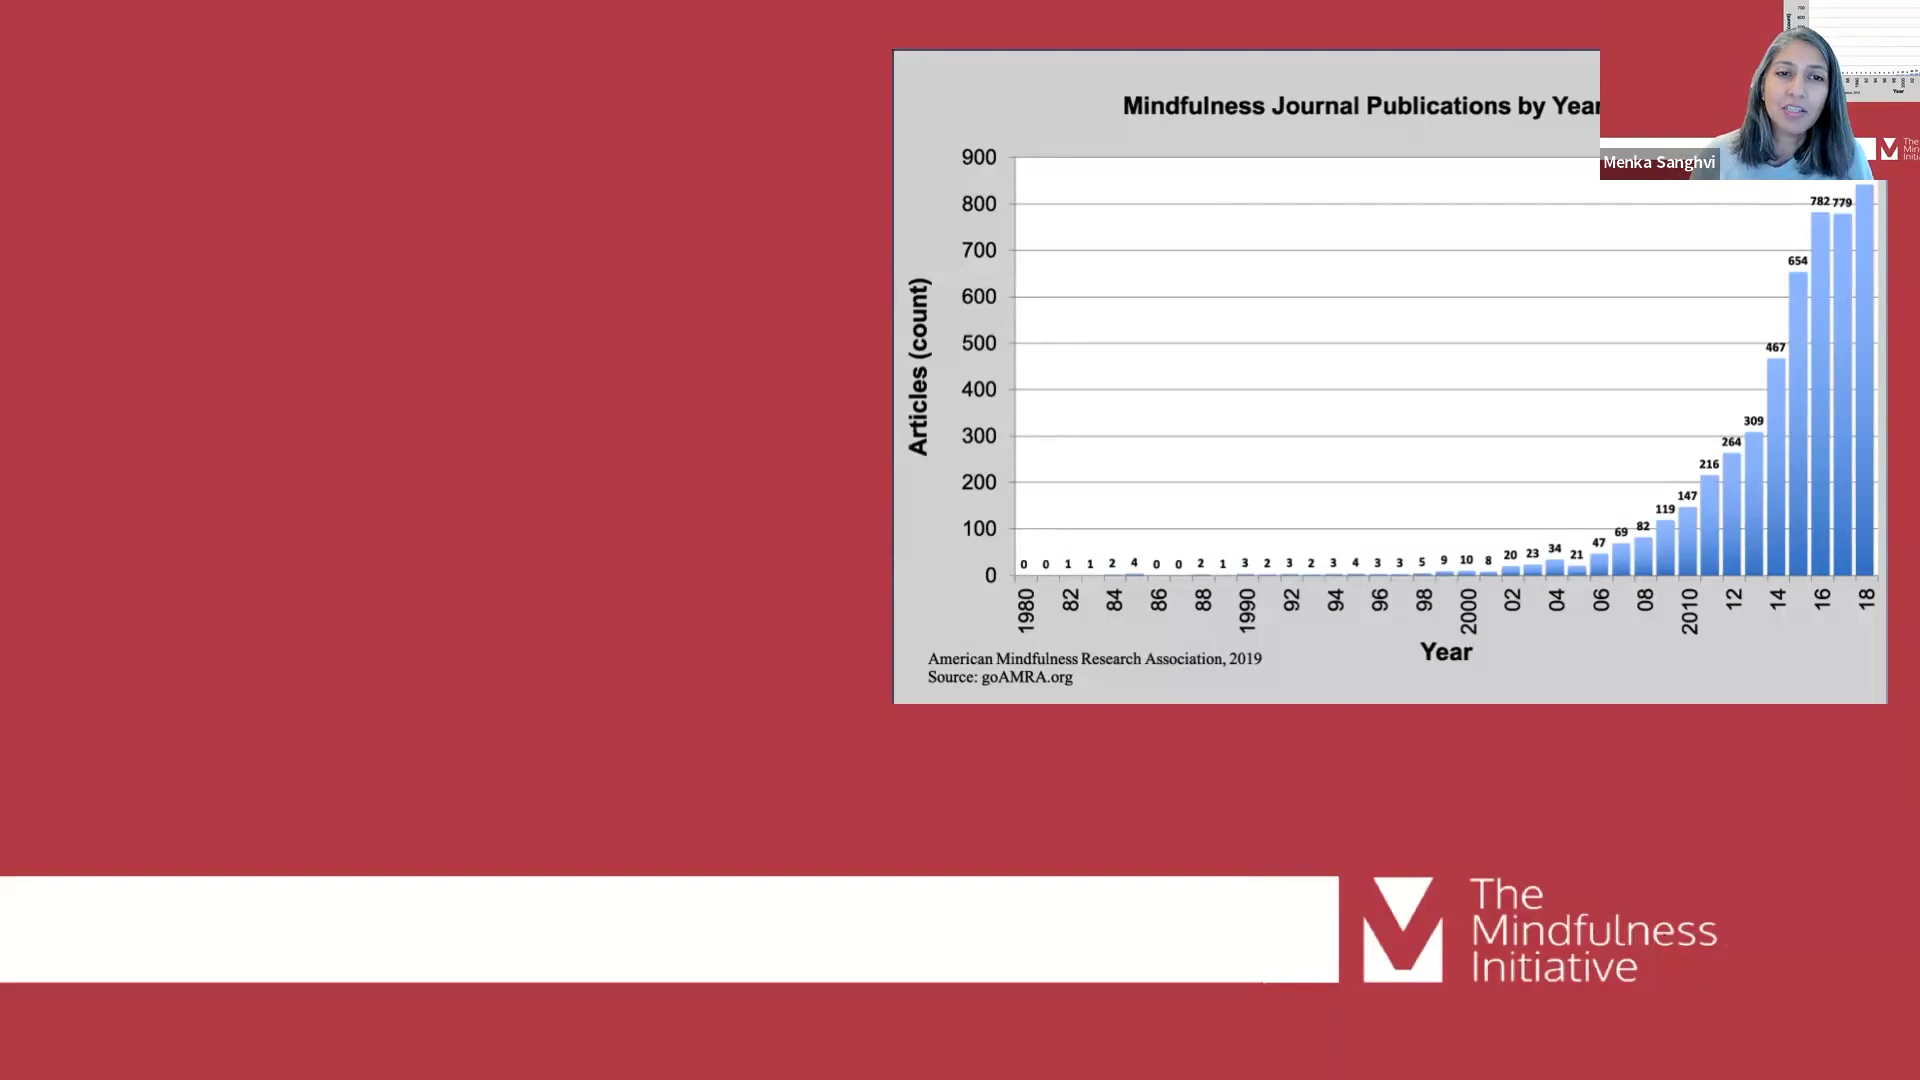 Mindfulness Journal Publications by Year
Menka Sanghvi
Articles (count)
900
800
700
600
500
400
300
200
100
0
0 0 1 1 2 4 0 0 2 1 3 2 3 2 3 4 3 3 5 9 10 8 20 23 34 21 47 69 82 119 147 216 264 309 467 654 782 779
1980 82 84 86 88 1990 92 94 96 98 2000 02 04 06 08 2010 12 14 16 18
Year
American Mindfulness Research Association, 2019
Source: goAMRA.org
The
Mindfulness
Initiative